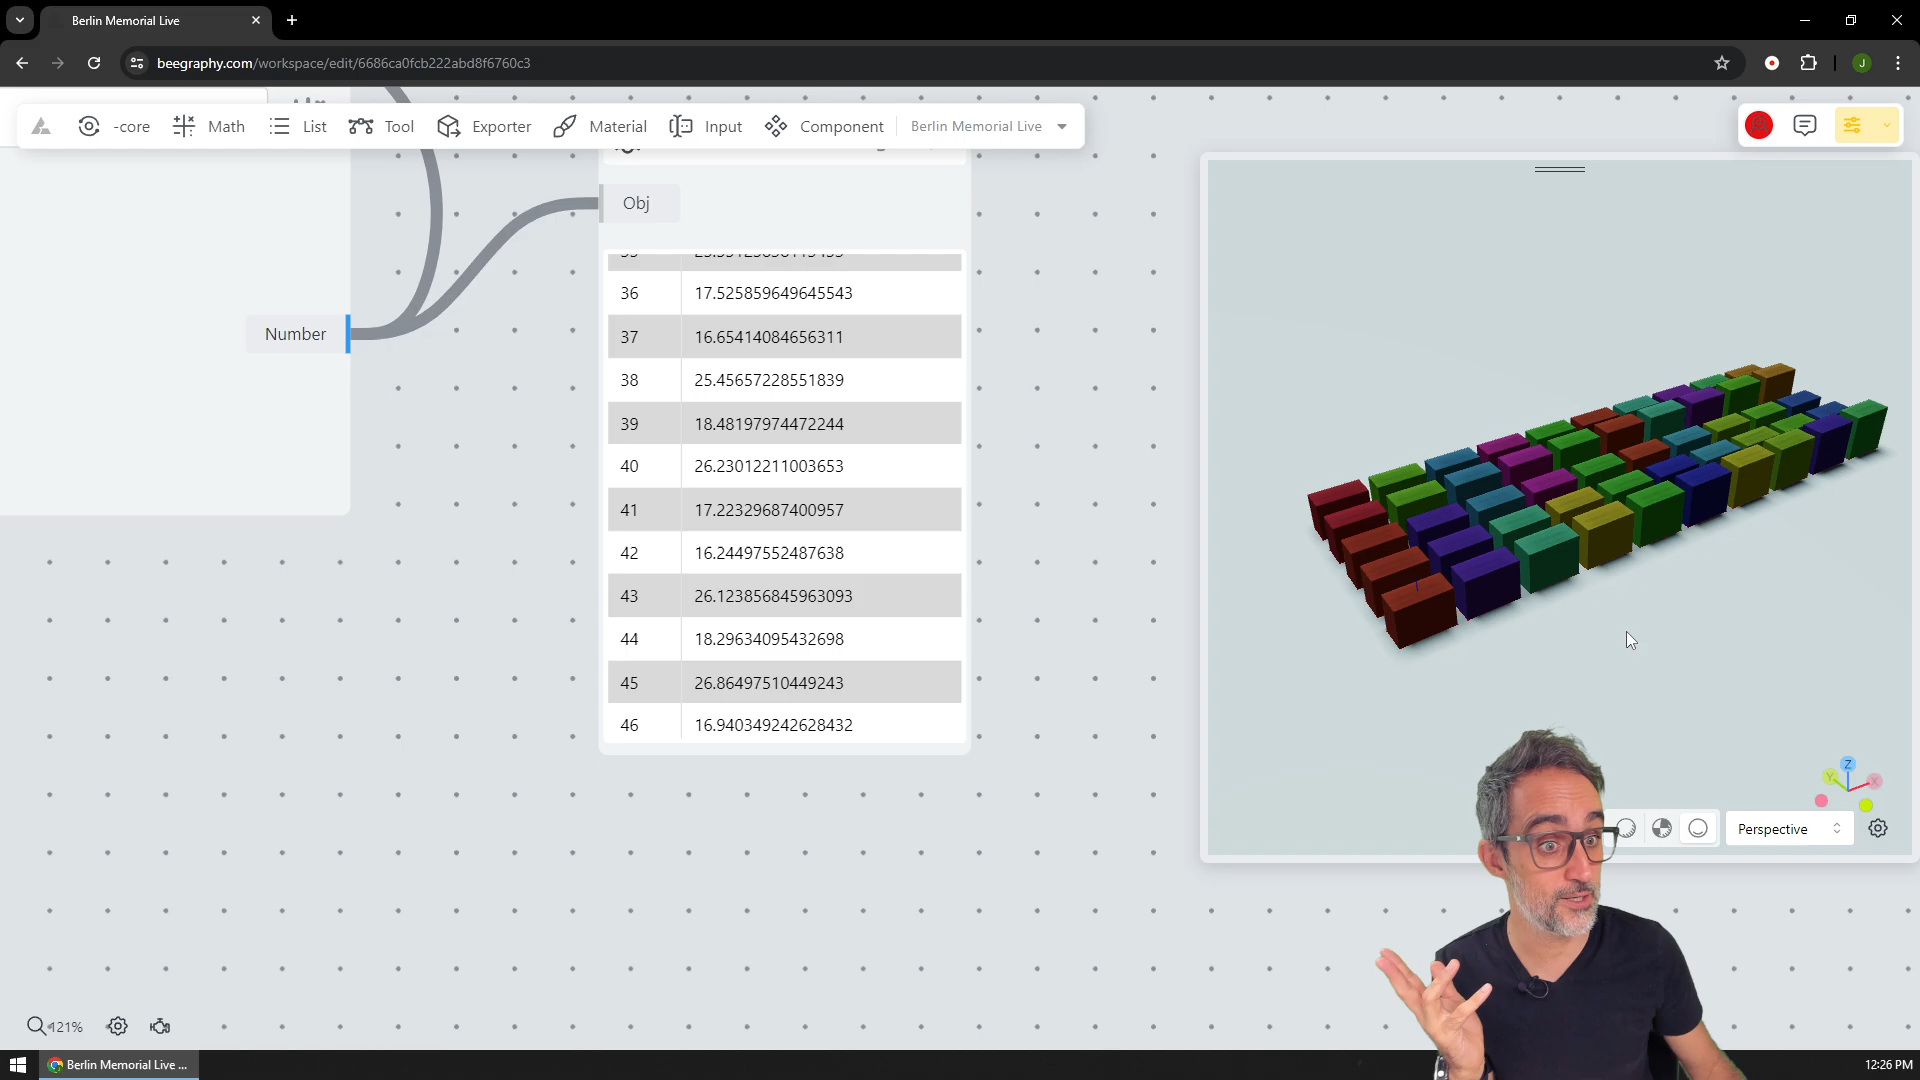 Berlin Memorial Live
beegraphy.com/workspace/edit/6686ca0fcb222abd8f6760c3
J
-core
Math
List
Tool
Exporter
Material
Input
Component
Berlin Memorial Live
Obj
Number
36 17.525859649645543
37 16.65414084656311
38 25.45657228551839
39 18.48197974472244
40 26.23012211003653
41 17.22329687400957
42 16.24497552487638
43 26.123856845963093
44 18.29634095432698
45 26.86497510449243
46 16.940349242628432
Z
Y
X
Perspective
121%
Berlin Memorial Live ...
12:26 PM